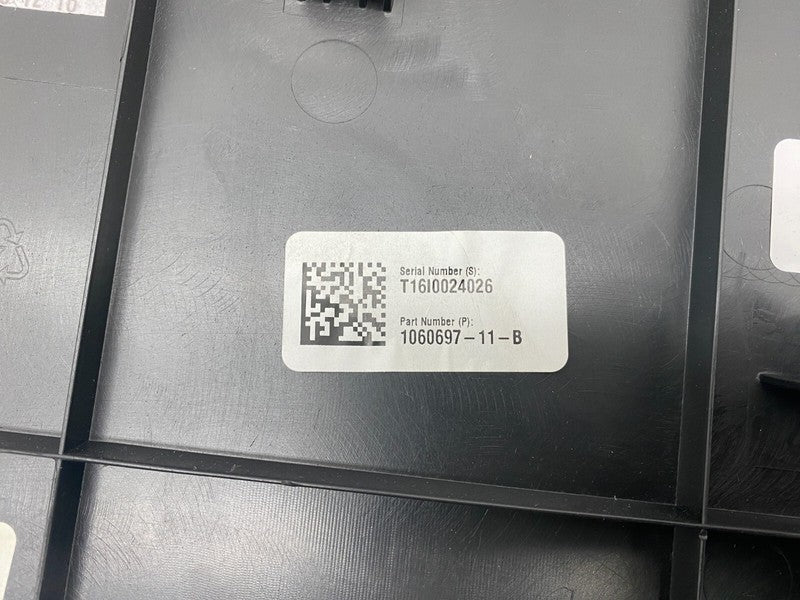 Serial Number (S):
T16I0024026
Part Number (P):
1060697-11-B